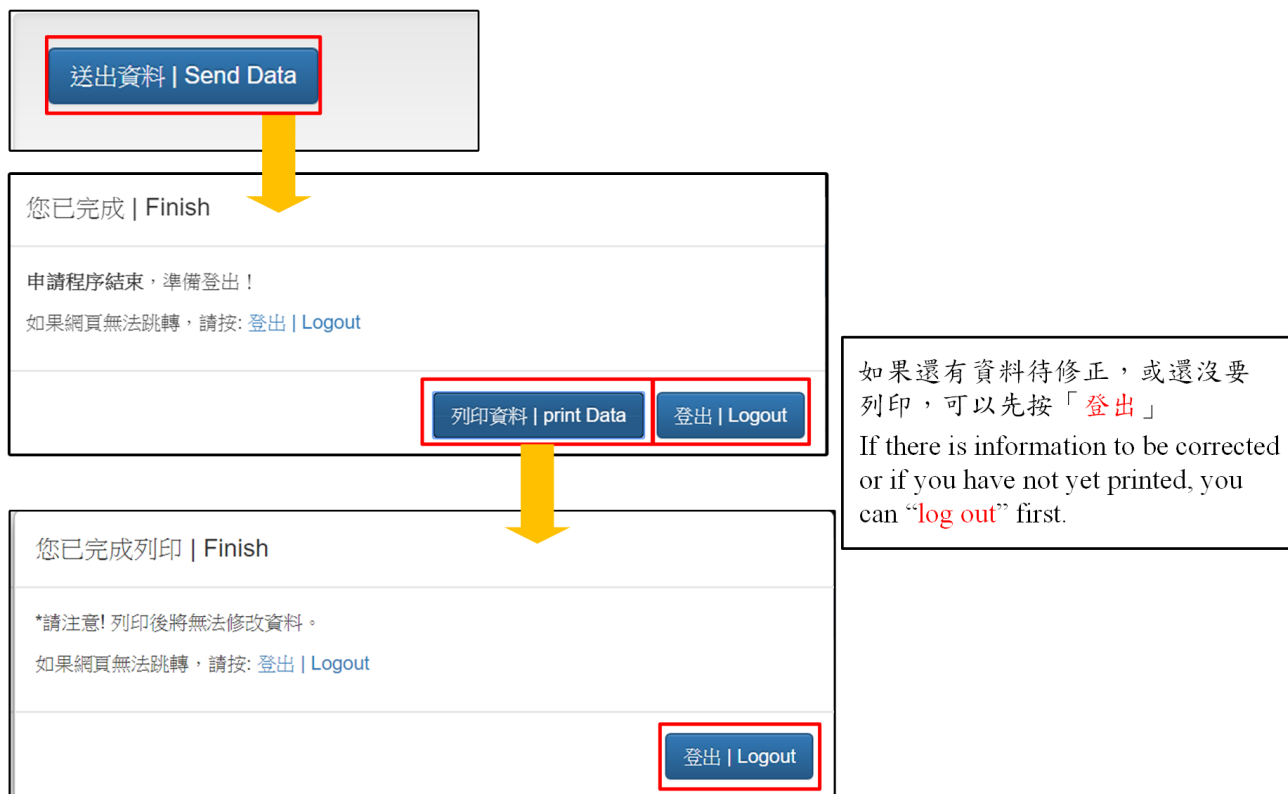 送出資料 | Send Data
您已完成 | Finish
申請程序結束，準備登出！
如果網頁無法跳轉，請按: 登出 | Logout
列印資料 | print Data
登出 | Logout
如果還有資料待修正，或還沒要
列印，可以先按「登出」
If there is information to be corrected
or if you have not yet printed, you
can “log out” first.
您已完成列印 | Finish
*請注意! 列印後將無法修改資料。
如果網頁無法跳轉，請按: 登出 | Logout
登出 | Logout